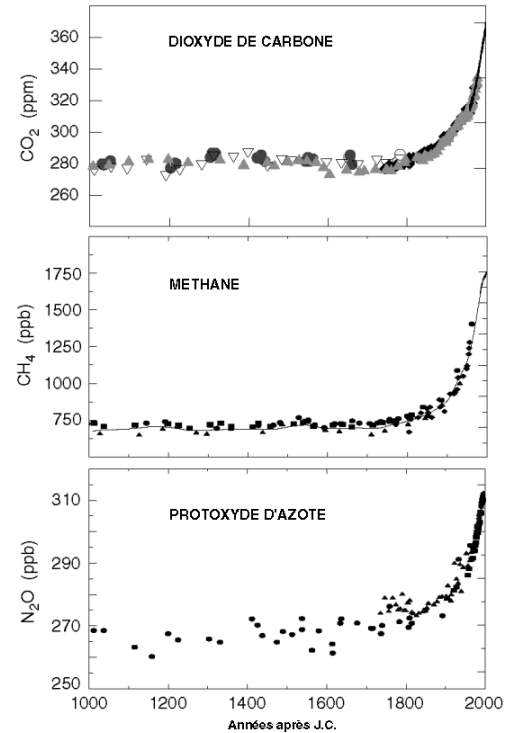 DIOXYDE DE CARBONE
CO2 (ppm)
360
340
320
300
280
260
METHANE
CH4 (ppb)
1750
1500
1250
1000
750
PROTOXYDE D'AZOTE
N2O (ppb)
310
290
270
250
1000 1200 1400 1600 1800 2000
Années après J.C.